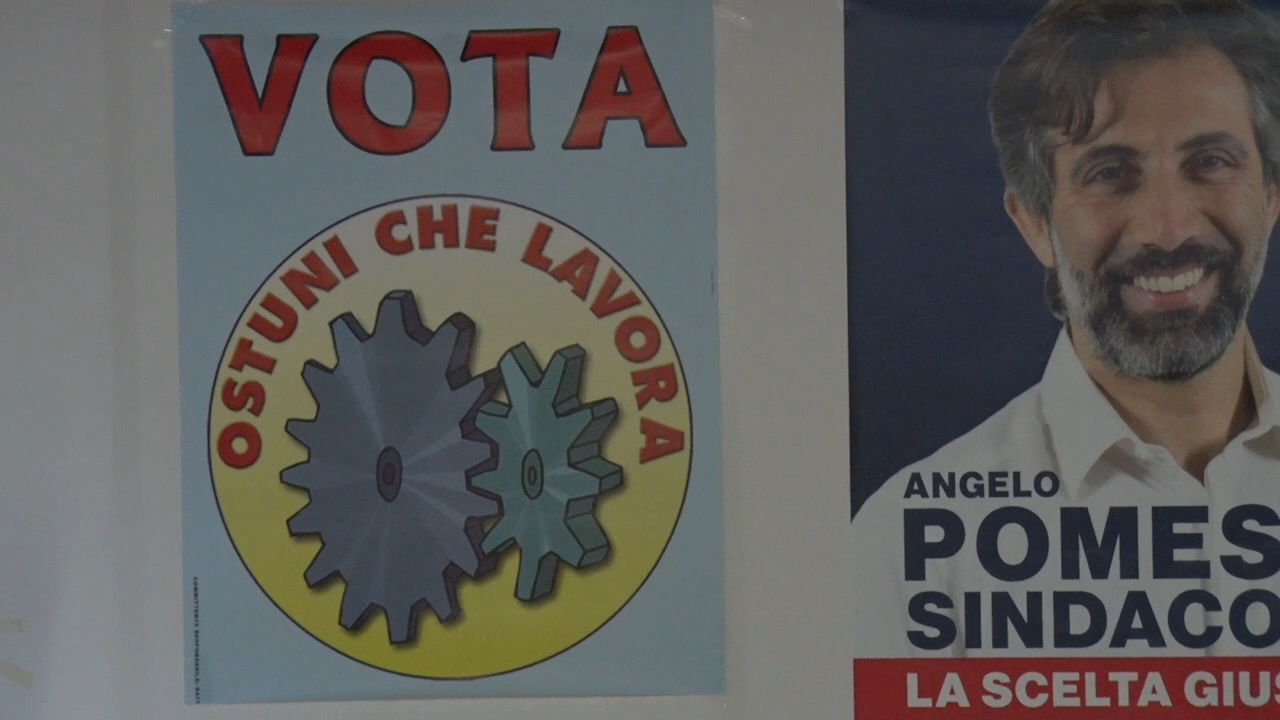 VOTA
OSTUNI CHE LAVORA
ANGELO
POMES
SINDACO
LA SCELTA GIUS